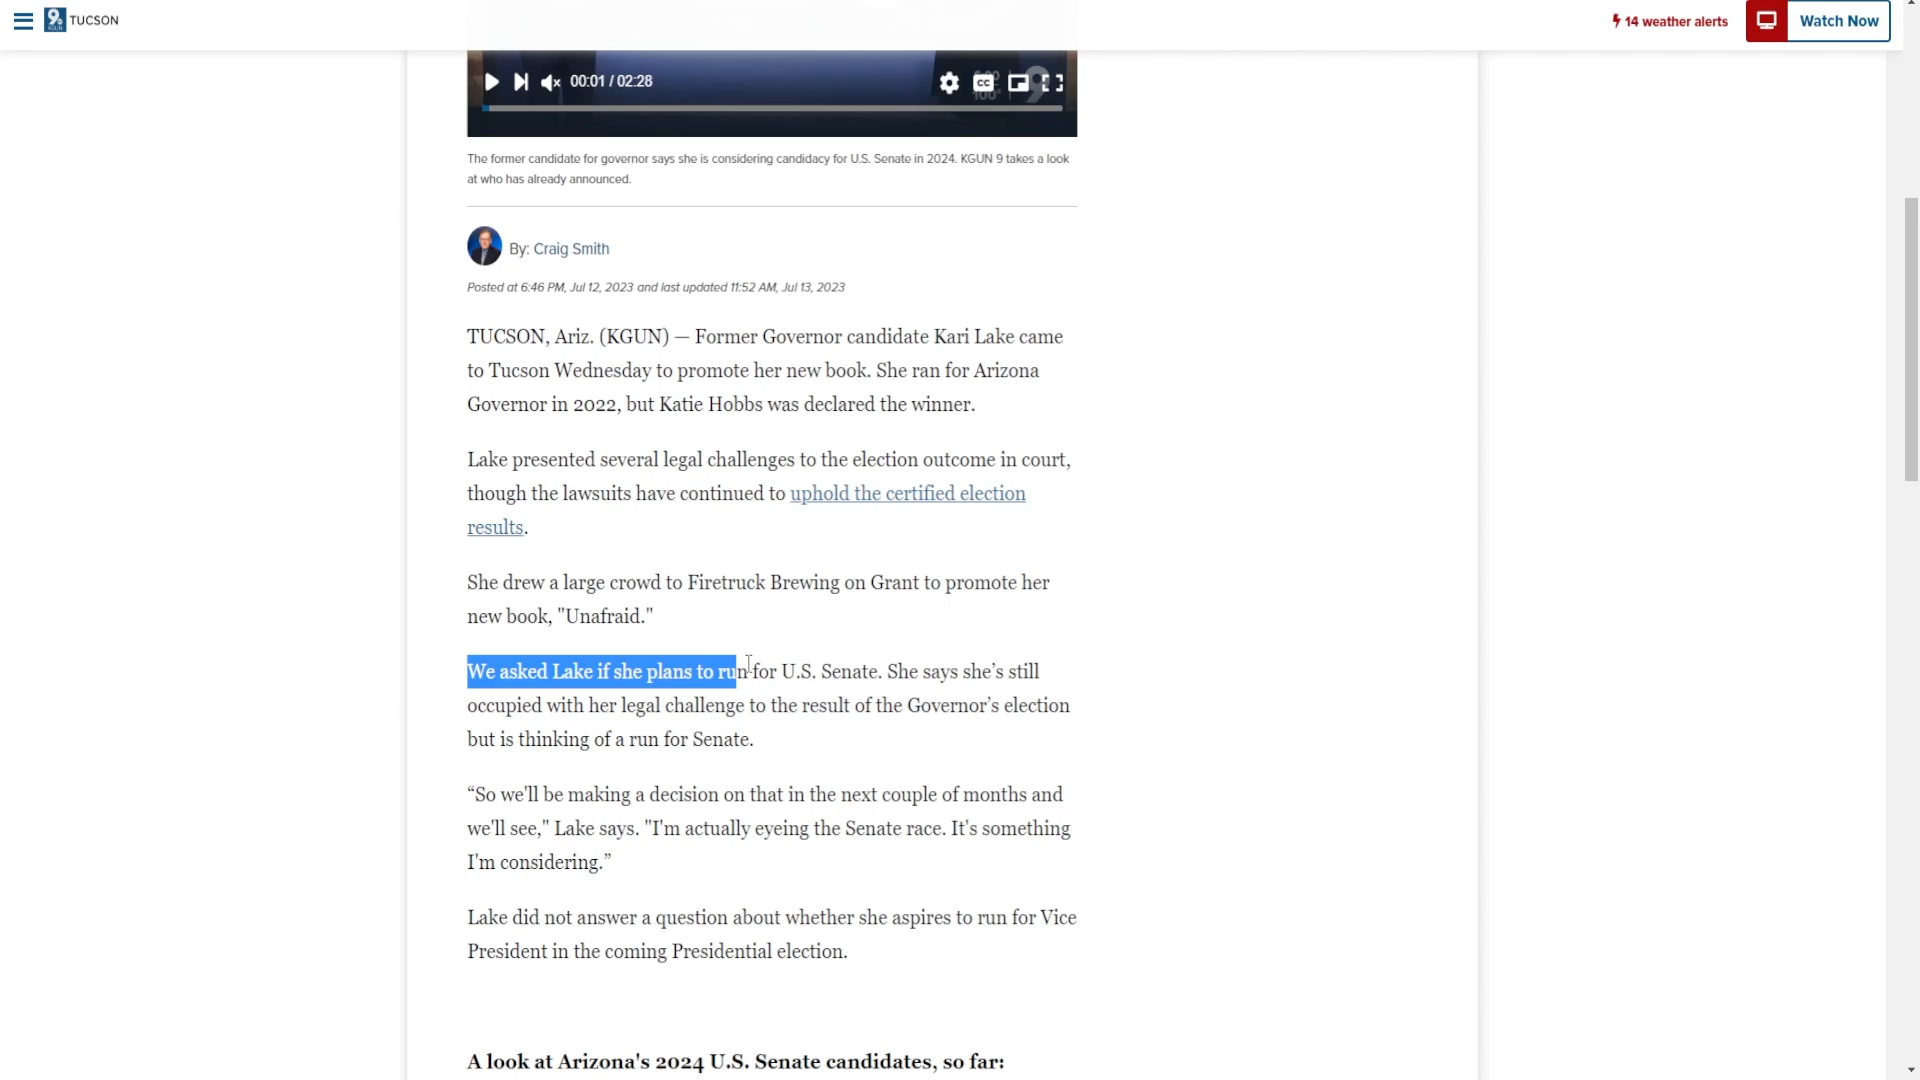 9 TUCSON
KGUN
14 weather alerts
Watch Now
00:01 / 02:28
CC
100°
9
The former candidate for governor says she is considering candidacy for U.S. Senate in 2024. KGUN 9 takes a look
at who has already announced.
By: Craig Smith
Posted at 6:46 PM, Jul 12, 2023 and last updated 11:52 AM, Jul 13, 2023
TUCSON, Ariz. (KGUN) — Former Governor candidate Kari Lake came
to Tucson Wednesday to promote her new book. She ran for Arizona
Governor in 2022, but Katie Hobbs was declared the winner.
Lake presented several legal challenges to the election outcome in court,
though the lawsuits have continued to uphold the certified election
results.
She drew a large crowd to Firetruck Brewing on Grant to promote her
new book, "Unafraid."
We asked Lake if she plans to run for U.S. Senate. She says she’s still
occupied with her legal challenge to the result of the Governor’s election
but is thinking of a run for Senate.
“So we'll be making a decision on that in the next couple of months and
we'll see," Lake says. "I'm actually eyeing the Senate race. It's something
I'm considering.”
Lake did not answer a question about whether she aspires to run for Vice
President in the coming Presidential election.
A look at Arizona's 2024 U.S. Senate candidates, so far: